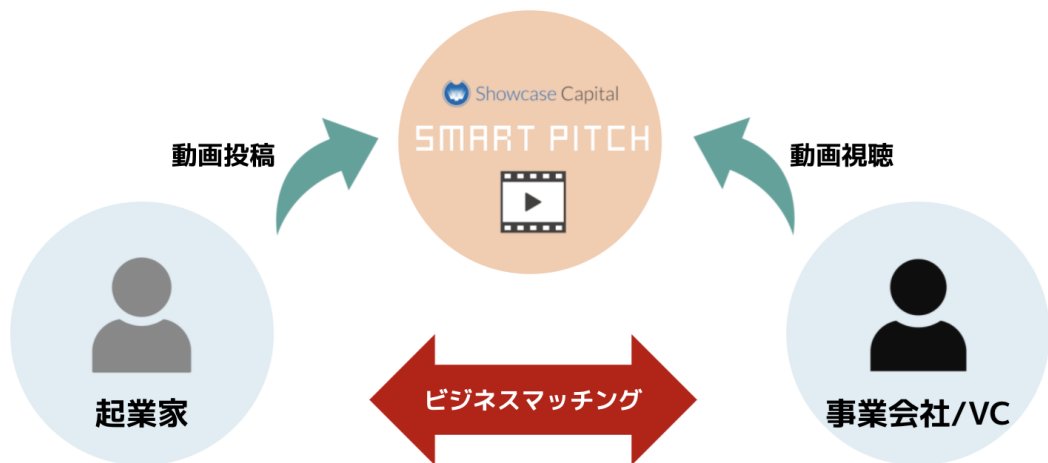 Showcase Capital
SMART PITCH
動画投稿
動画視聴
起業家
ビジネスマッチング
事業会社/VC